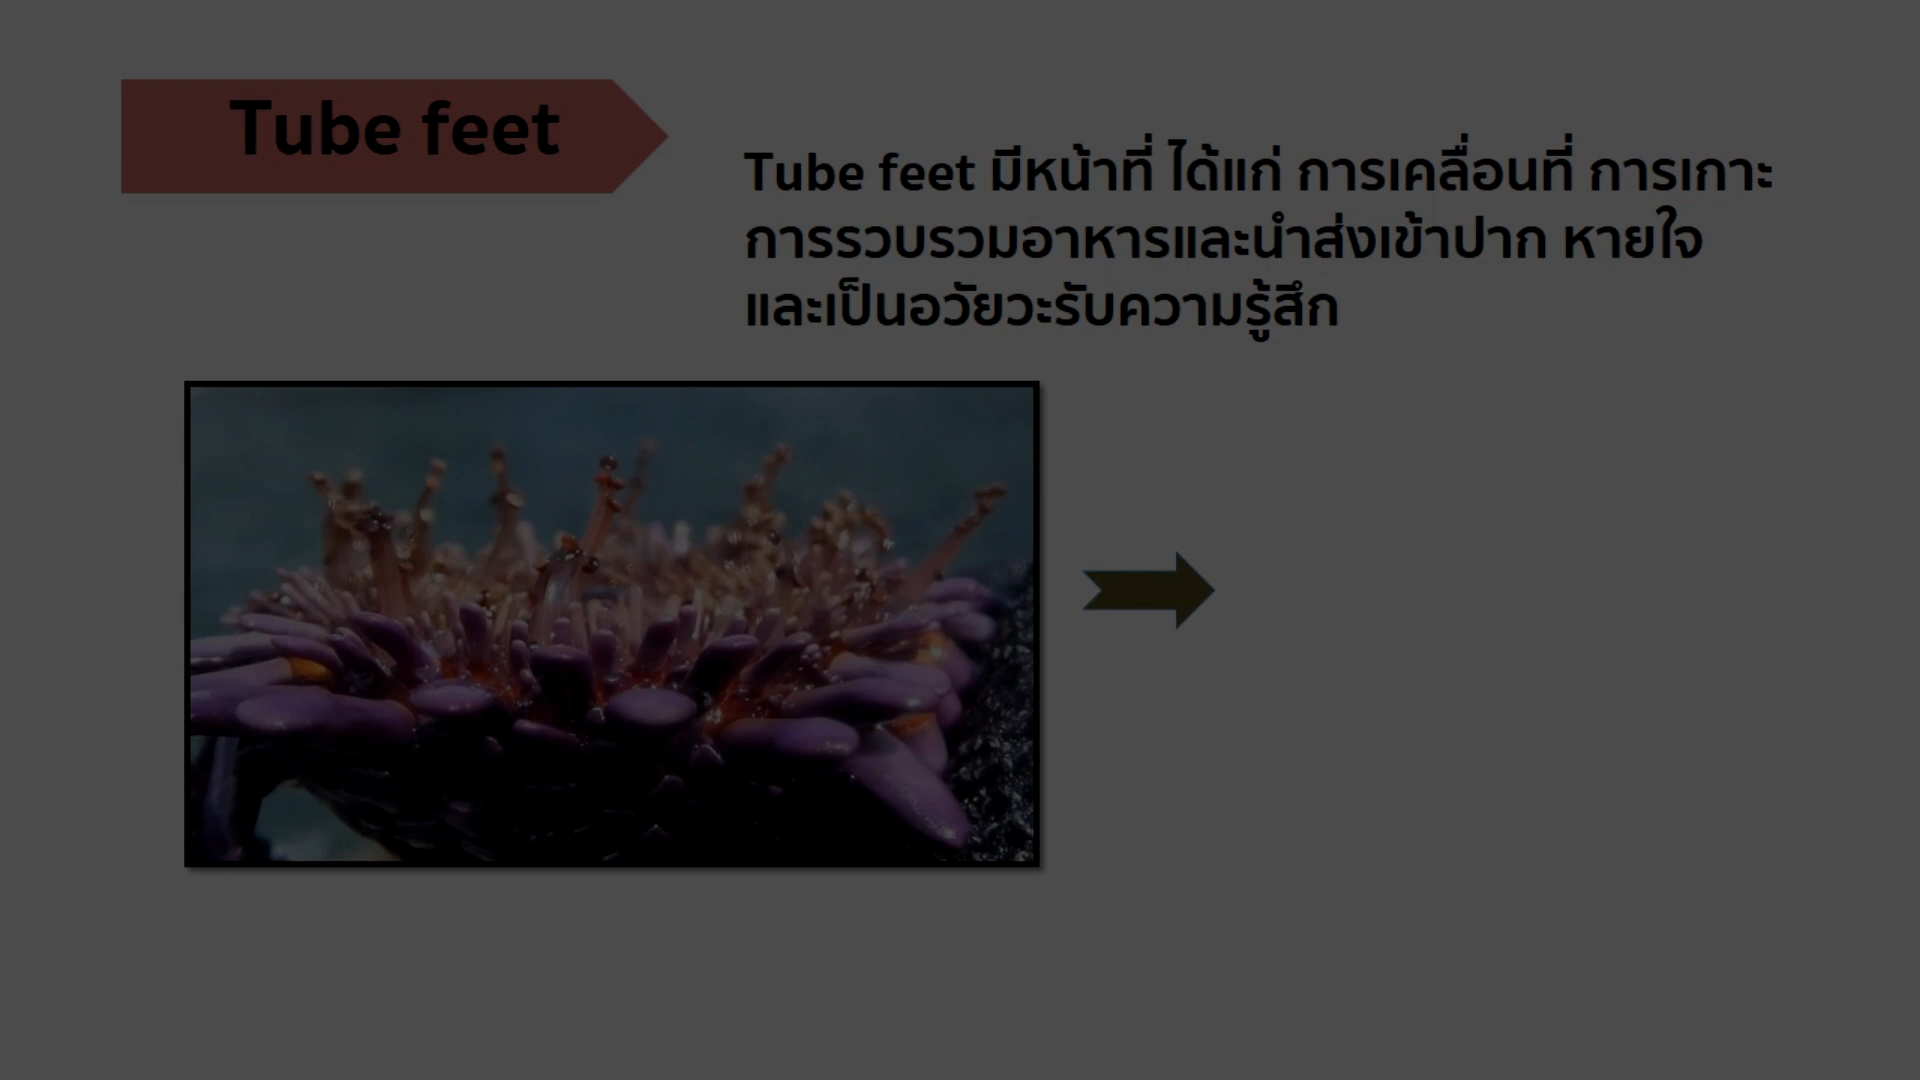 Tube feet
Tube feet มีหน้าที่ ได้แก่ การเคลื่อนที่ การเกาะ
การรวบรวมอาหารและนำส่งเข้าปาก หายใจ
และเป็นอวัยวะรับความรู้สึก